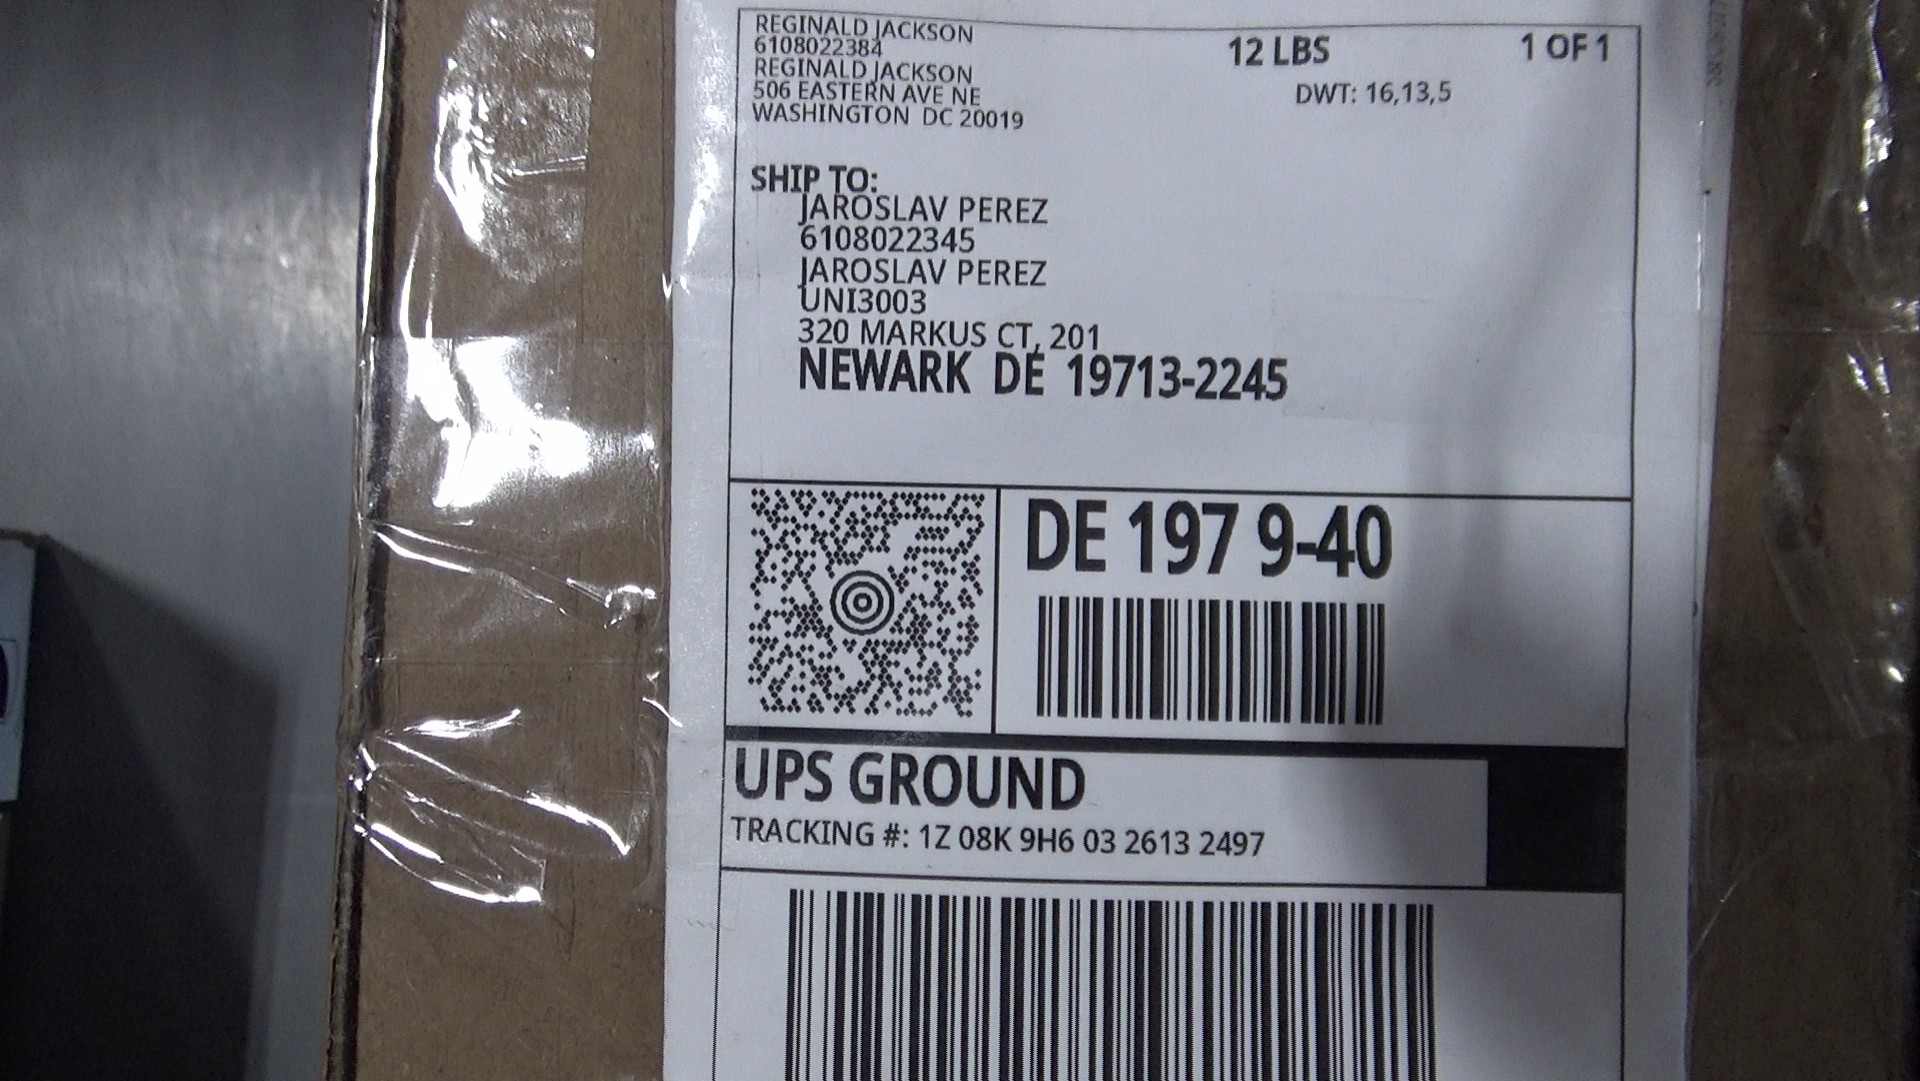 REGINALD JACKSON
6108022384
REGINALD JACKSON
506 EASTERN AVE NE
WASHINGTON DC 20019
12 LBS
1 OF 1
DWT: 16,13,5
SHIP TO:
JAROSLAV PEREZ
6108022345
JAROSLAV PEREZ
UNI3003
320 MARKUS CT, 201
NEWARK DE 19713-2245
DE 197 9-40
UPS GROUND
TRACKING #: 1Z 08K 9H6 03 2613 2497